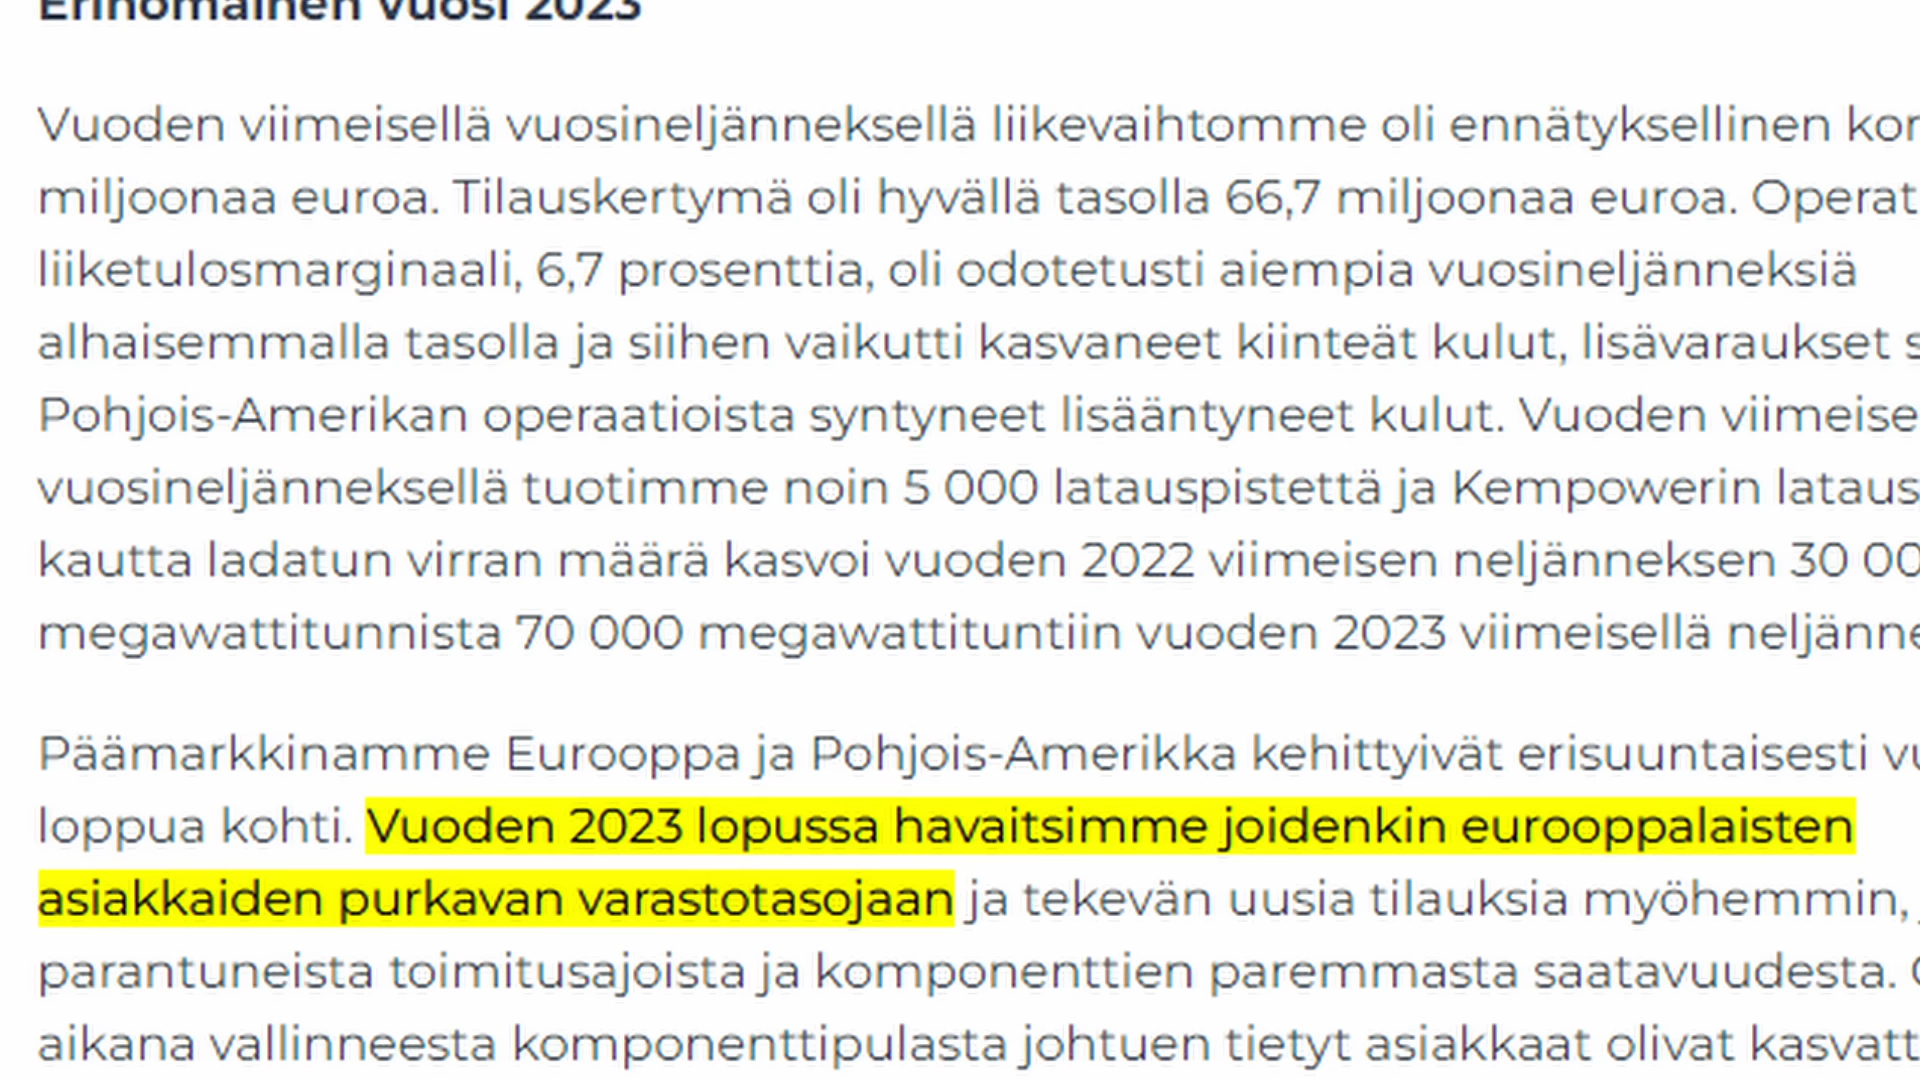 Erinomainen vuosi 2023
Vuoden viimeisellä vuosineljänneksellä liikevaihtomme oli ennätyksellinen
miljoonaa euroa. Tilauskertymä oli hyvällä tasolla 66,7 miljoonaa euroa.
liiketulosmarginaali, 6,7 prosenttia, oli odotetusti aiempia vuosineljänneksiä
alhaisemmalla tasolla ja siihen vaikutti kasvaneet kiinteät kulut, lisävaraukset
Pohjois-Amerikan operaatioista syntyneet lisääntyneet kulut. Vuoden
vuosineljänneksellä tuotimme noin 5 000 latauspistettä ja Kempowerin
kautta ladatun virran määrä kasvoi vuoden 2022 viimeisen neljänneksen 30
megawattitunnista 70 000 megawattituntiin vuoden 2023 viimeisellä
Päämarkkinamme Eurooppa ja Pohjois-Amerikka kehittyivät erisuuntaisesti
loppua kohti. Vuoden 2023 lopussa havaitsimme joidenkin eurooppalaisten
asiakkaiden purkavan varastotasojaan ja tekevän uusia tilauksia myöhemmin,
parantuneista toimitusajoista ja komponenttien paremmasta saatavuudesta.
aikana vallinneesta komponenttipulasta johtuen tietyt asiakkaat olivat